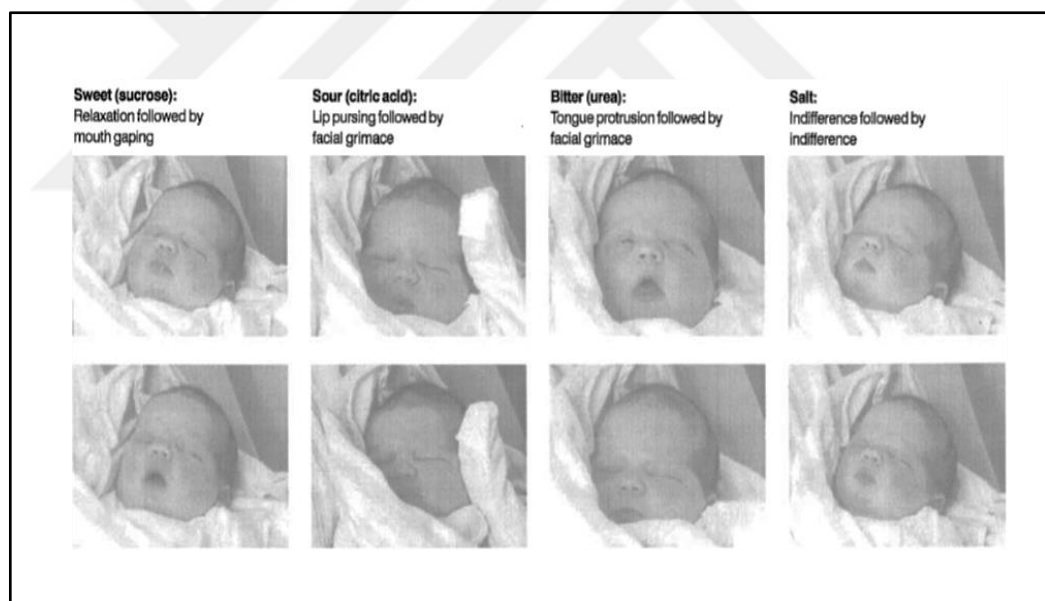 Sweet (sucrose):
Relaxation followed by
mouth gaping
Sour (citric acid):
Lip pursing followed by
facial grimace
Bitter (urea):
Tongue protrusion followed by
facial grimace
Salt:
Indifference followed by
indifference